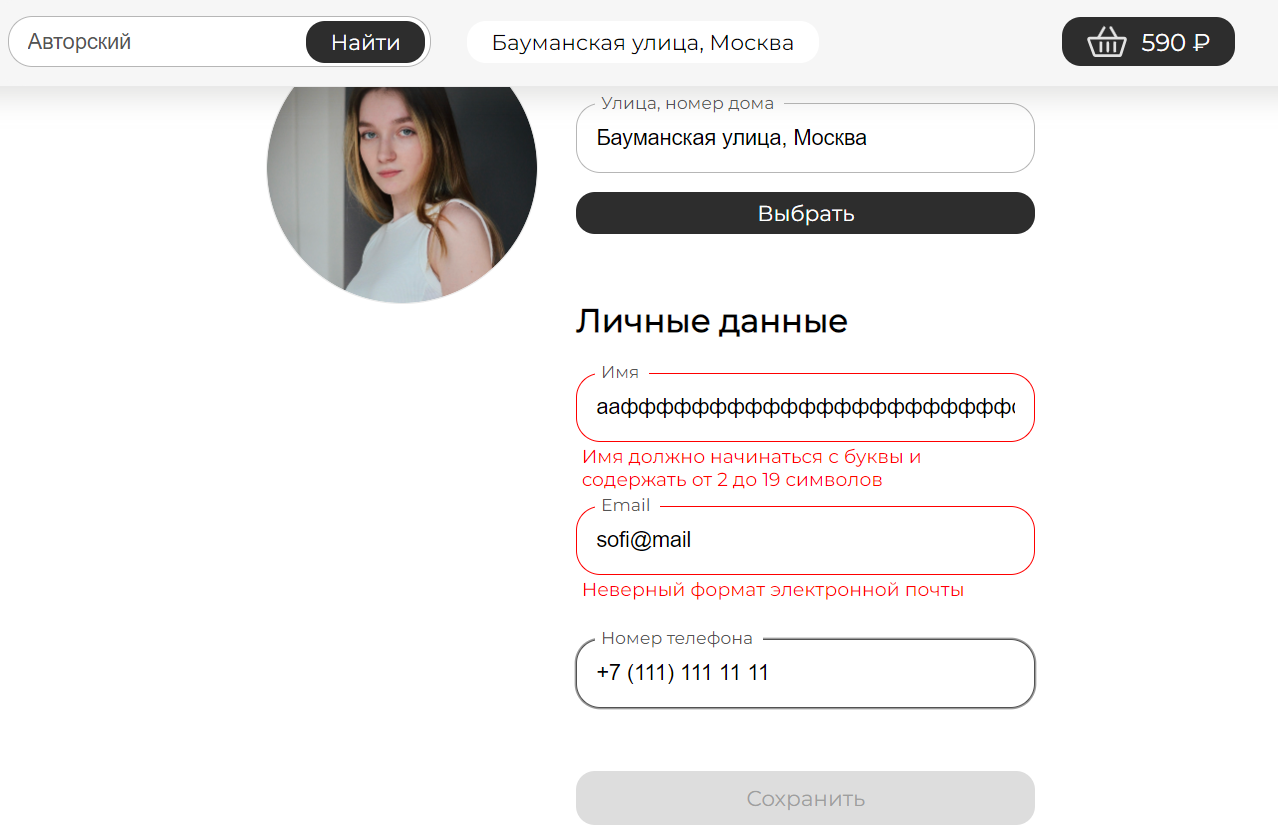 Авторский
Найти
Бауманская улица, Москва
590 ₽
Улица, номер дома
Бауманская улица, Москва
Выбрать
Личные данные
Имя
аафффффффффффффффффффффффф
Имя должно начинаться с буквы и
содержать от 2 до 19 символов
Email
sofi@mail
Неверный формат электронной почты
Номер телефона
+7 (111) 111 11 11
Сохранить